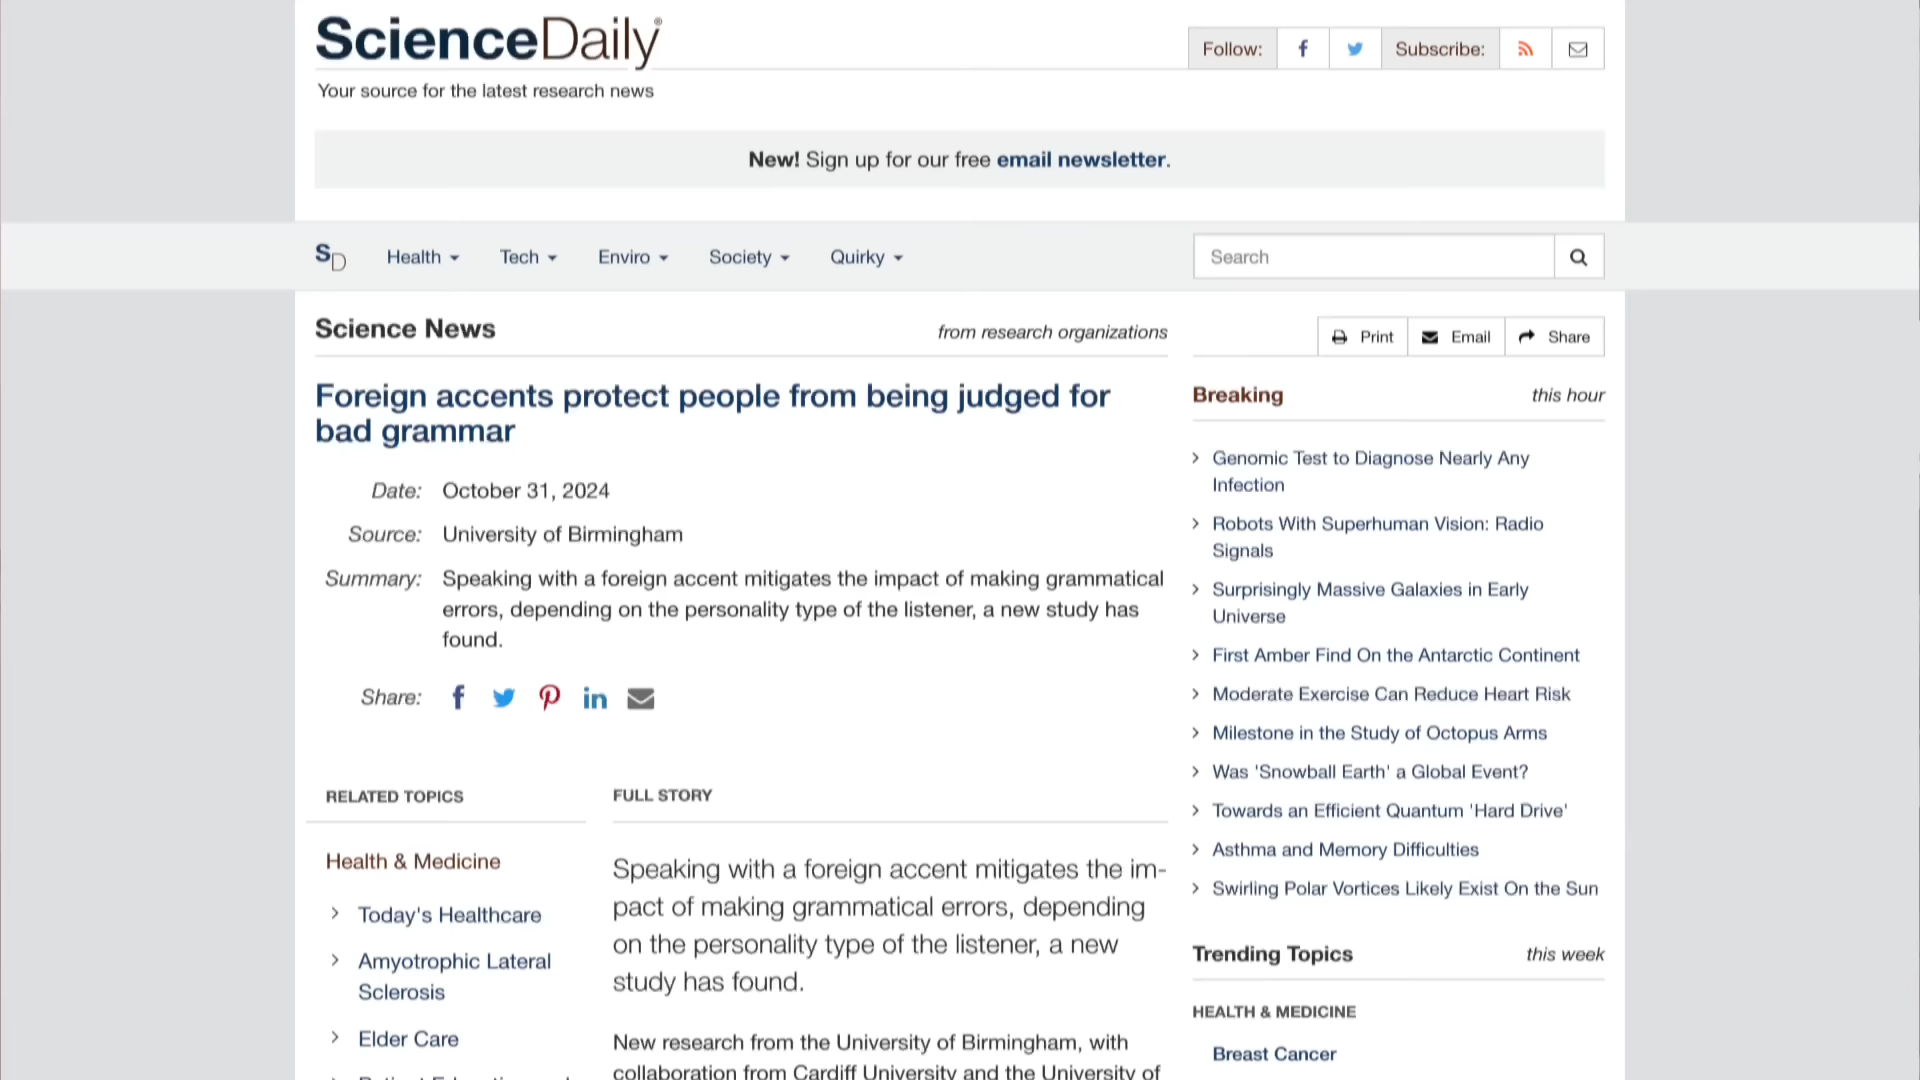 ScienceDaily®
Your source for the latest research news
Follow:
Subscribe:
New! Sign up for our free email newsletter.
SD
Health
Tech
Enviro
Society
Quirky
Search
Science News
from research organizations
Print
Email
Share
Foreign accents protect people from being judged for
bad grammar
Date: October 31, 2024
Source: University of Birmingham
Summary: Speaking with a foreign accent mitigates the impact of making grammatical
errors, depending on the personality type of the listener, a new study has
found.
Share:
RELATED TOPICS
Health & Medicine
Today's Healthcare
Amyotrophic Lateral
Sclerosis
Elder Care
FULL STORY
Speaking with a foreign accent mitigates the im-
pact of making grammatical errors, depending
on the personality type of the listener, a new
study has found.
New research from the University of Birmingham, with
collaboration from Cardiff University and the University of
Breaking
this hour
Genomic Test to Diagnose Nearly Any
Infection
Robots With Superhuman Vision: Radio
Signals
Surprisingly Massive Galaxies in Early
Universe
First Amber Find On the Antarctic Continent
Moderate Exercise Can Reduce Heart Risk
Milestone in the Study of Octopus Arms
Was 'Snowball Earth' a Global Event?
Towards an Efficient Quantum 'Hard Drive'
Asthma and Memory Difficulties
Swirling Polar Vortices Likely Exist On the Sun
Trending Topics
this week
HEALTH & MEDICINE
Breast Cancer